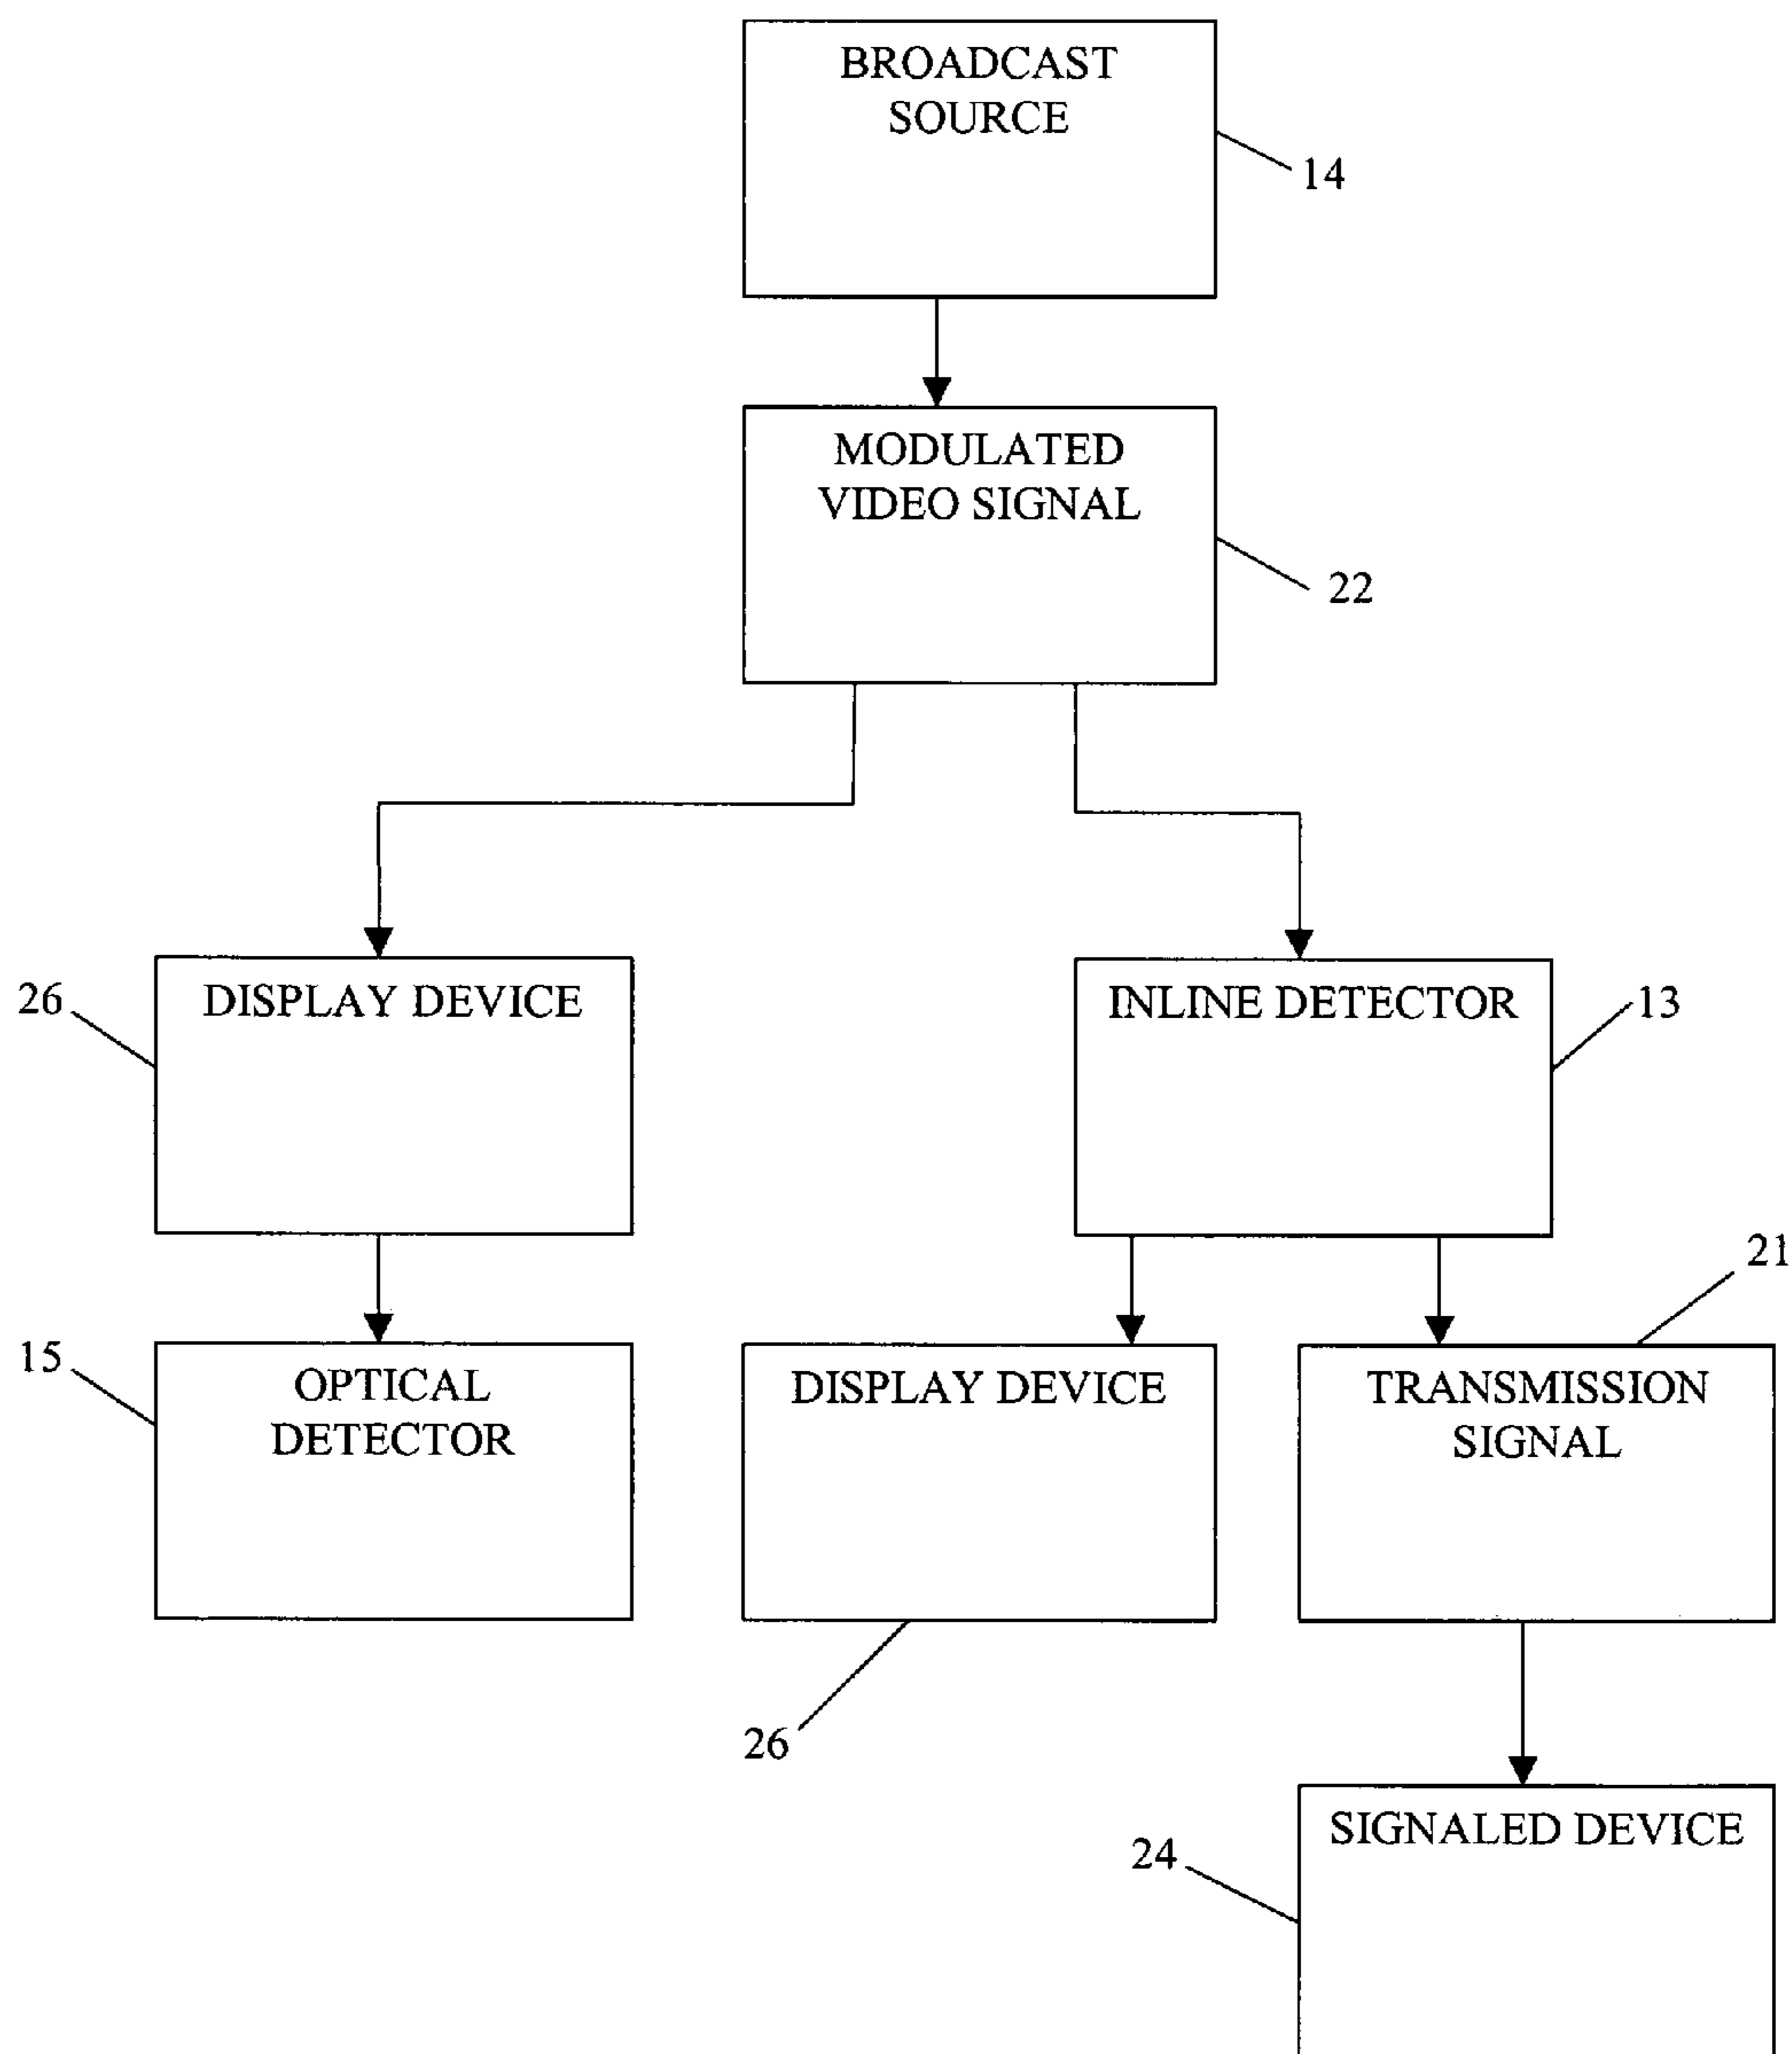 BROADCAST
SOURCE
14
MODULATED
VIDEO SIGNAL
22
26
DISPLAY DEVICE
INLINE DETECTOR
13
21
15
OPTICAL
DETECTOR
DISPLAY DEVICE
TRANSMISSION
SIGNAL
26
SIGNALED DEVICE
24